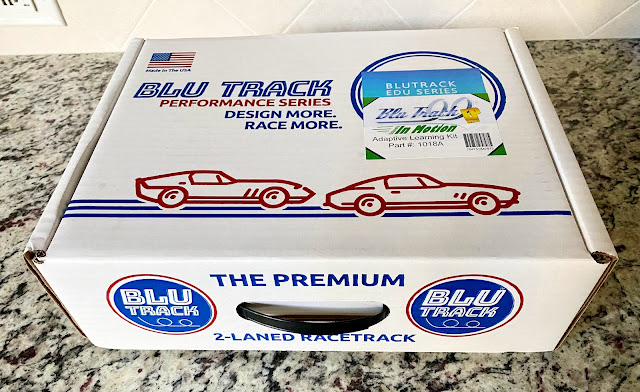 Made In The USA
BLU TRACK
PERFORMANCE SERIES
DESIGN MORE.
RACE MORE.
BLUTRACK
EDU SERIES
Blu Track
In Motion
Adaptive Learning Kit
Part #: 1018A
THE PREMIUM
BLU
TRACK
BLU
TRACK
2-LANED RACETRACK